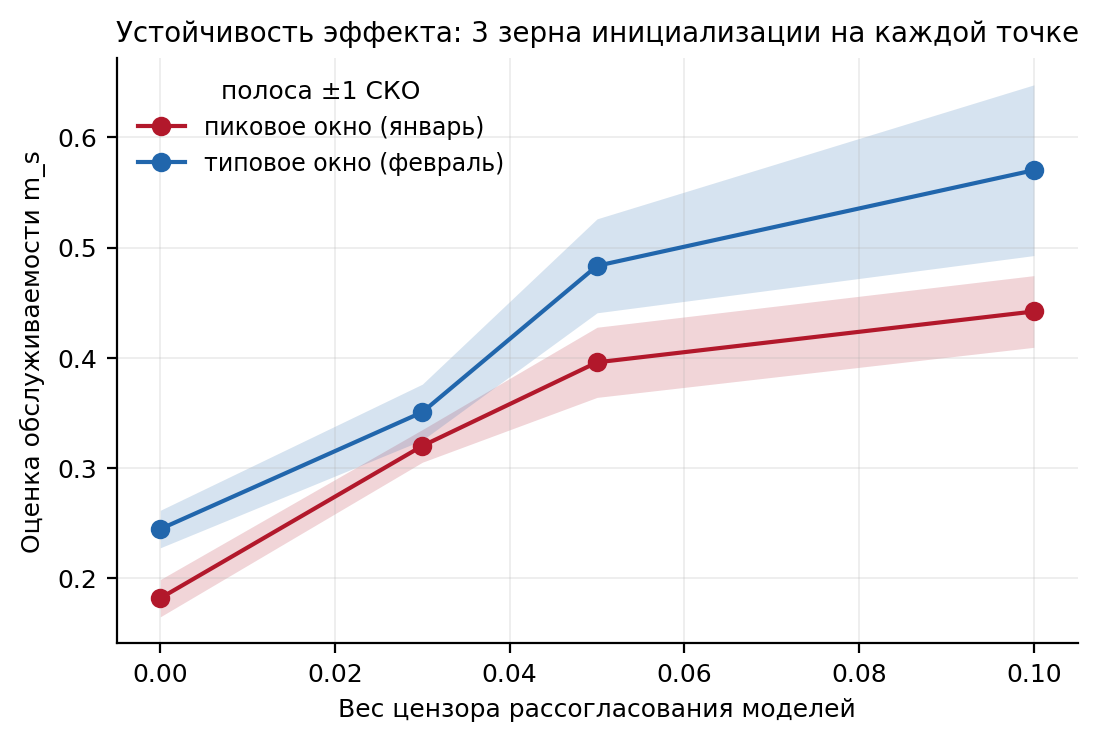 Устойчивость эффекта: 3 зерна инициализации на каждой точке
полоса ±1 СКО
пиковое окно (январь)
типовое окно (февраль)
Оценка обслуживаемости m_s
0.6
0.5
0.4
0.3
0.2
0.00
0.02
0.04
0.06
0.08
0.10
Вес цензора рассогласования моделей